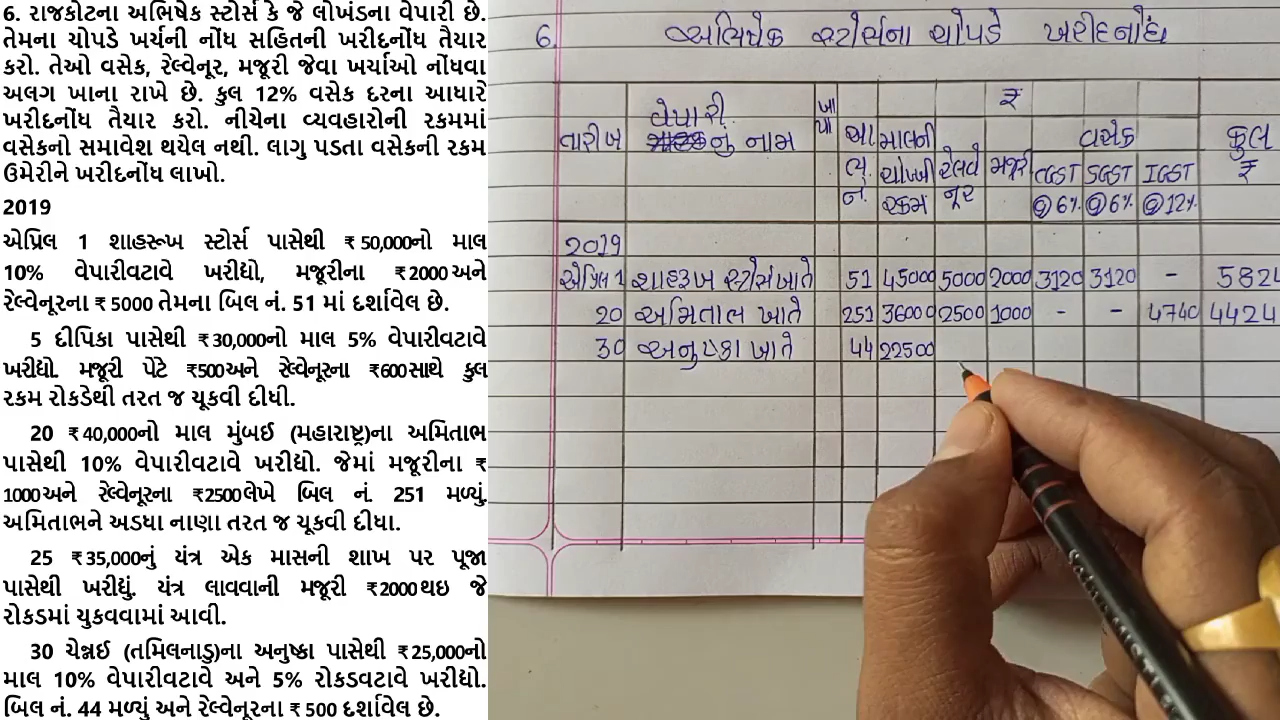 6. રાજકોટના અભિષેક સ્ટોર્સ કે જે લોખંડના વેપારી છે.
તેમના ચોપડે ખર્ચની નોંધ સહિતની ખરીદનોંધ તૈયાર
કરો. તેઓ વસેક, રેલ્વેનૂર, મજૂરી જેવા ખર્ચાઓ નોંધવા
અલગ ખાના રાખે છે. કુલ 12% વસેક દરના આધારે
ખરીદનોંધ તૈયાર કરો. નીચેના વ્યવહારોની રકમમાં
વસેકનો સમાવેશ થયેલ નથી. લાગુ પડતા વસેકની રકમ
ઉમેરીને ખરીદનોંધ લાખો.
2019
એપ્રિલ 1 શાહરૂખ સ્ટોર્સ પાસેથી ₹ 50,000નો માલ
10% વેપારીવટાવે ખરીદ્યો, મજૂરીના ₹2000 અને
રેલ્વેનૂરના ₹ 5000 તેમના બિલ નં. 51 માં દર્શાવેલ છે.
5 દીપિકા પાસેથી ₹30,000નો માલ 5% વેપારીવટાવે
ખરીદ્યો. મજૂરી પેટે ₹500અને રેલ્વેનૂરના ₹600સાથે કુલ
રકમ રોકડેથી તરત જ ચૂકવી દીધી.
20 ₹40,000નો માલ મુંબઈ (મહારાષ્ટ્ર)ના અમિતાભ
પાસેથી 10% વેપારીવટાવે ખરીદ્યો. જેમાં મજૂરીના ₹
1000અને રેલ્વેનૂરના ₹2500લેખે બિલ નં. 251 મળ્યું.
અમિતાભને અડધા નાણા તરત જ ચૂકવી દીધા.
25 ₹35,000નું યંત્ર એક માસની શાખ પર પૂજા
પાસેથી ખરીદ્યું. યંત્ર લાવવાની મજૂરી ₹2000થઇ જે
રોકડમાં ચુકવવામાં આવી.
30 ચેન્નઈ (તમિલનાડુ)ના અનુષ્કા પાસેથી ₹25,000નો
માલ 10% વેપારીવટાવે અને 5% રોકડવટાવે ખરીદ્યો.
બિલ નં. 44 મળ્યું અને રેલ્વેનૂરના ₹ 500 દર્શાવેલ છે.
6. અભિષેક સ્ટોર્સના ચોપડે ખરીદનોંધ
તારીખ વેપારીનું નામ ખા પા આ બ. નં. માલની ચોખ્ખી રકમ રેલવે નૂર મજૂરી ₹ વસેક કુલ ₹
CGST @ 6% SGST @ 6% IGST @ 12%
2019
એપ્રિલ 1 શાહરૂખ સ્ટોર્સ ખાતે 51 45000 5000 2000 3120 3120 - 5824
20 અમિતાભ ખાતે 251 36000 2500 1000 - - 4740 4424
30 અનુષ્કા ખાતે 44 22500